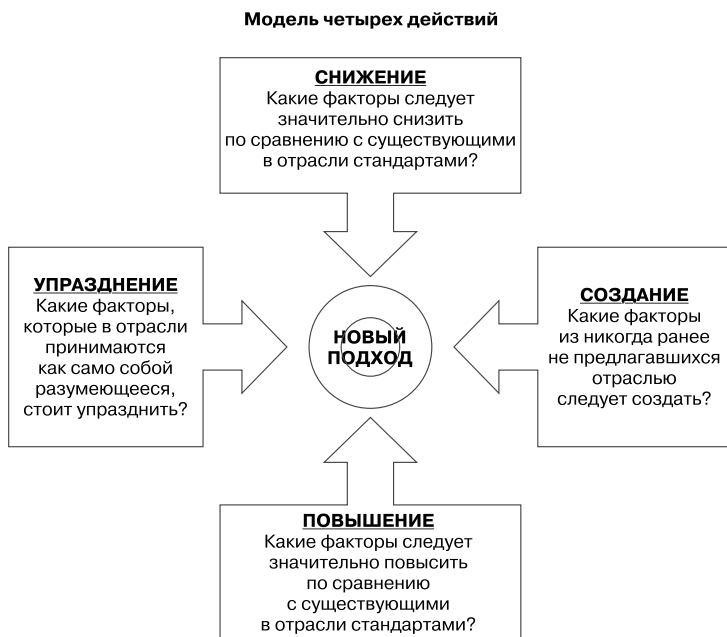 Модель четырех действий
СНИЖЕНИЕ
Какие факторы следует
значительно снизить
по сравнению с существующими
в отрасли стандартами?
УПРАЗДНЕНИЕ
Какие факторы,
которые в отрасли
принимаются
как само собой
разумеющееся,
стоит упразднить?
НОВЫЙ
ПОДХОД
СОЗДАНИЕ
Какие факторы
из никогда ранее
не предлагавшихся
отраслью
следует создать?
ПОВЫШЕНИЕ
Какие факторы следует
значительно повысить
по сравнению
с существующими
в отрасли стандартами?